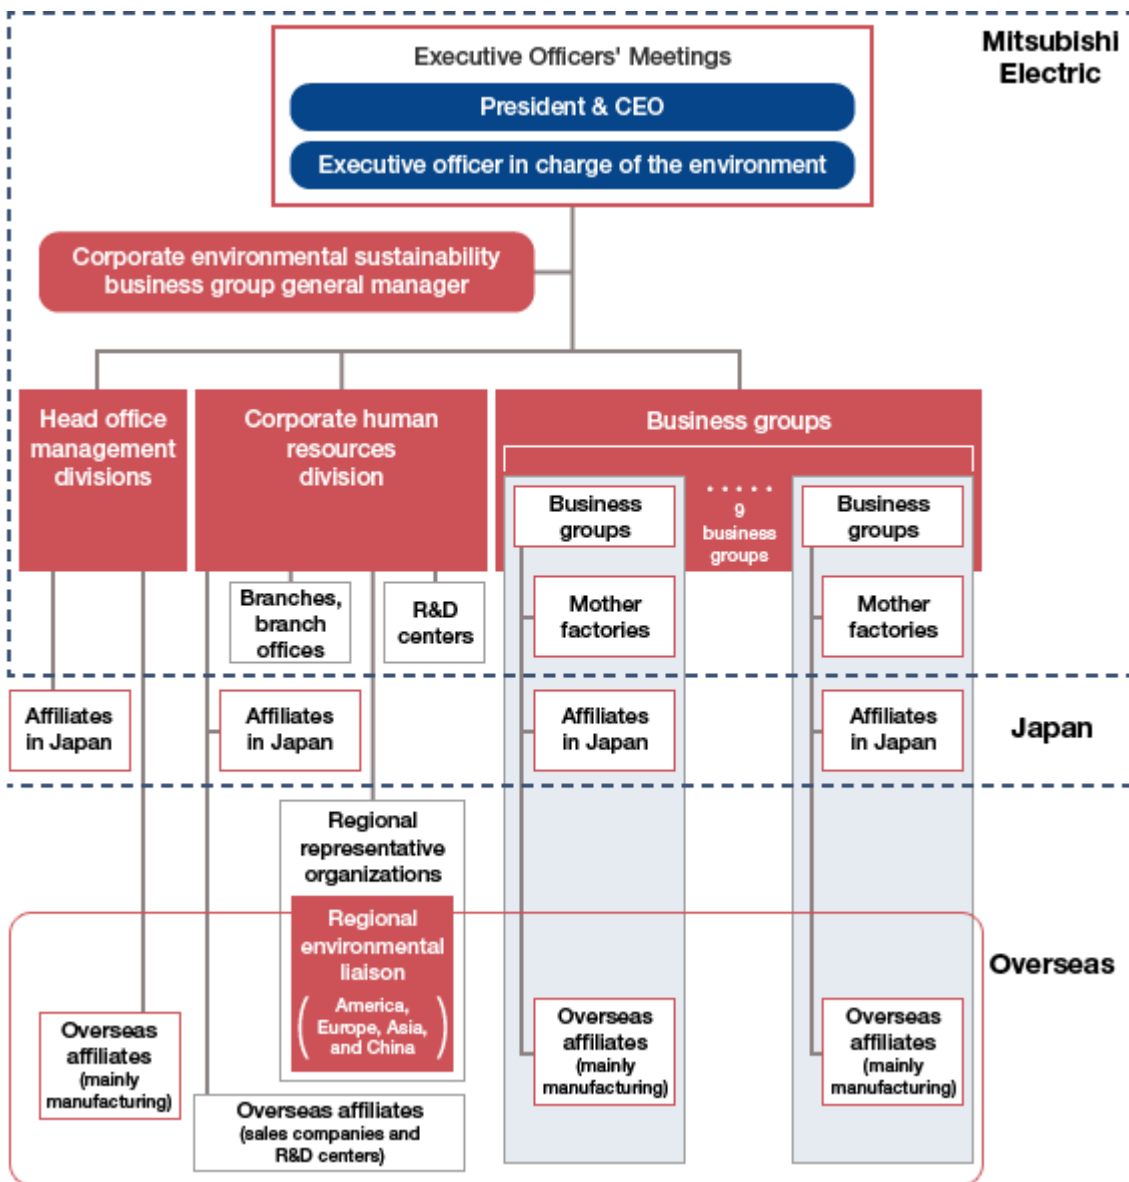 Mitsubishi
Electric
Executive Officers' Meetings
President & CEO
Executive officer in charge of the environment
Corporate environmental sustainability
business group general manager
Head office
management
divisions
Corporate human
resources
division
Business groups
Business
groups
• • • • •
9
business
groups
Business
groups
Branches,
branch
offices
R&D
centers
Mother
factories
Mother
factories
Affiliates
in Japan
Affiliates
in Japan
Affiliates
in Japan
Affiliates
in Japan
Japan
Regional
representative
organizations
Regional
environmental
liaison
(America,
Europe, Asia,
and China)
Overseas
Overseas
affiliates
(mainly
manufacturing)
Overseas affiliates
(sales companies and
R&D centers)
Overseas
affiliates
(mainly
manufacturing)
Overseas
affiliates
(mainly
manufacturing)